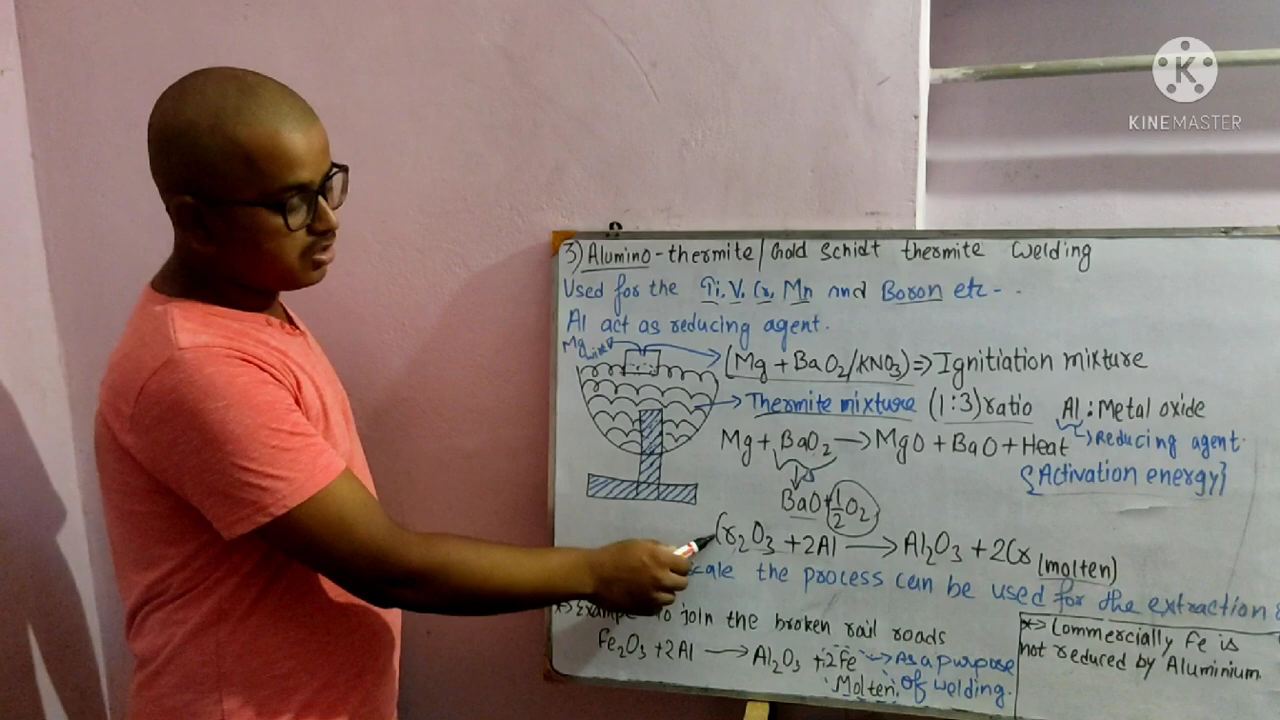 KINEMASTER
3) Alumino-thermite/Gold Schidt thermite Welding
Used for the Ti, V, Cr, Mn and Boron etc--.
Al act as reducing agent.
Mg wire
(Mg + BaO2/KNO3) => Ignitiation mixture
Thermite mixture (1:3) ratio Al : Metal oxide
Mg + BaO2 → MgO + BaO + Heat → Reducing agent.
{Activation energy}
BaO + 1/2 O2
Cr2O3 + 2Al → Al2O3 + 2Cr (molten)
the process can be used for the extraction
to join the broken rail roads
Fe2O3 + 2Al → Al2O3 + 2Fe → As a purpose
Molten. of welding.
*→ Commercially Fe is
not reduced by Aluminium.